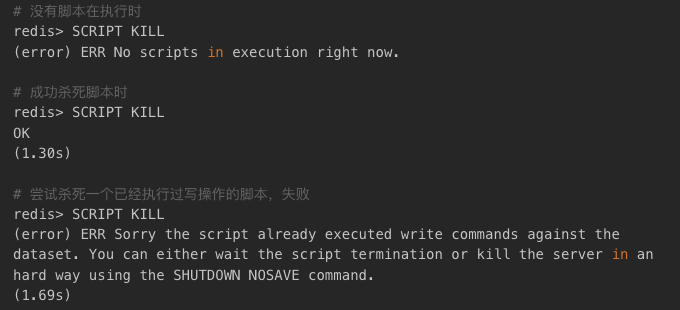 # 没有脚本在执行时
redis> SCRIPT KILL
(error) ERR No scripts in execution right now.
# 成功杀死脚本时
redis> SCRIPT KILL
OK
(1.30s)
# 尝试杀死一个已经执行过写操作的脚本，失败
redis> SCRIPT KILL
(error) ERR Sorry the script already executed write commands against the
dataset. You can either wait the script termination or kill the server in an
hard way using the SHUTDOWN NOSAVE command.
(1.69s)